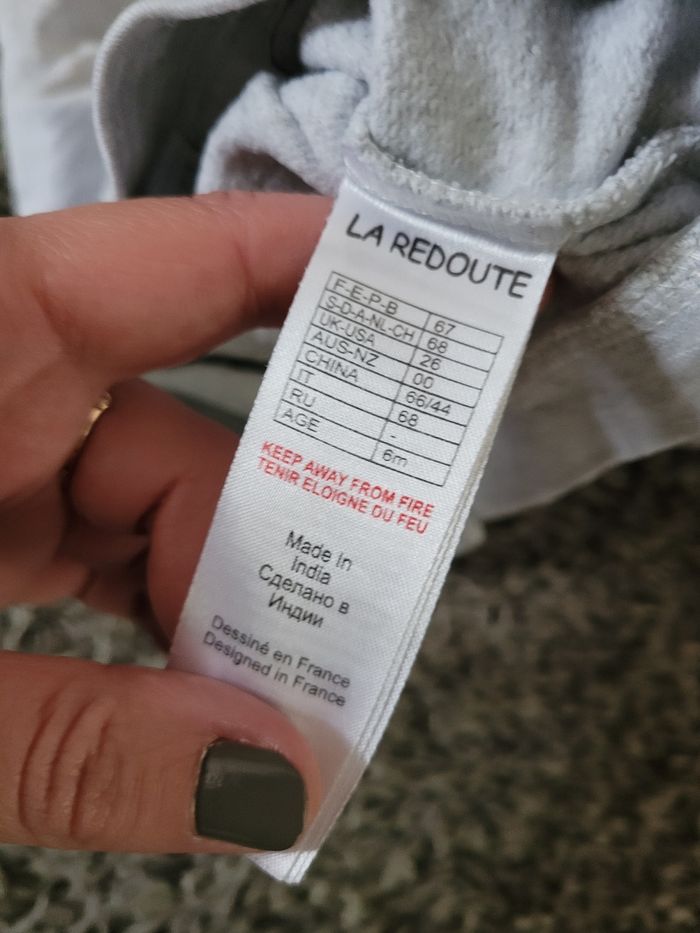 LA REDOUTE
F-E-P-B 67
S-D-A-NL-CH 68
UK-USA 26
AUS-NZ 00
CHINA 66/44
IT 68
RU -
AGE 6m
KEEP AWAY FROM FIRE
TENIR ELOIGNE DU FEU
Made In
India
Сделано в
Индии
Dessiné en France
Designed in France